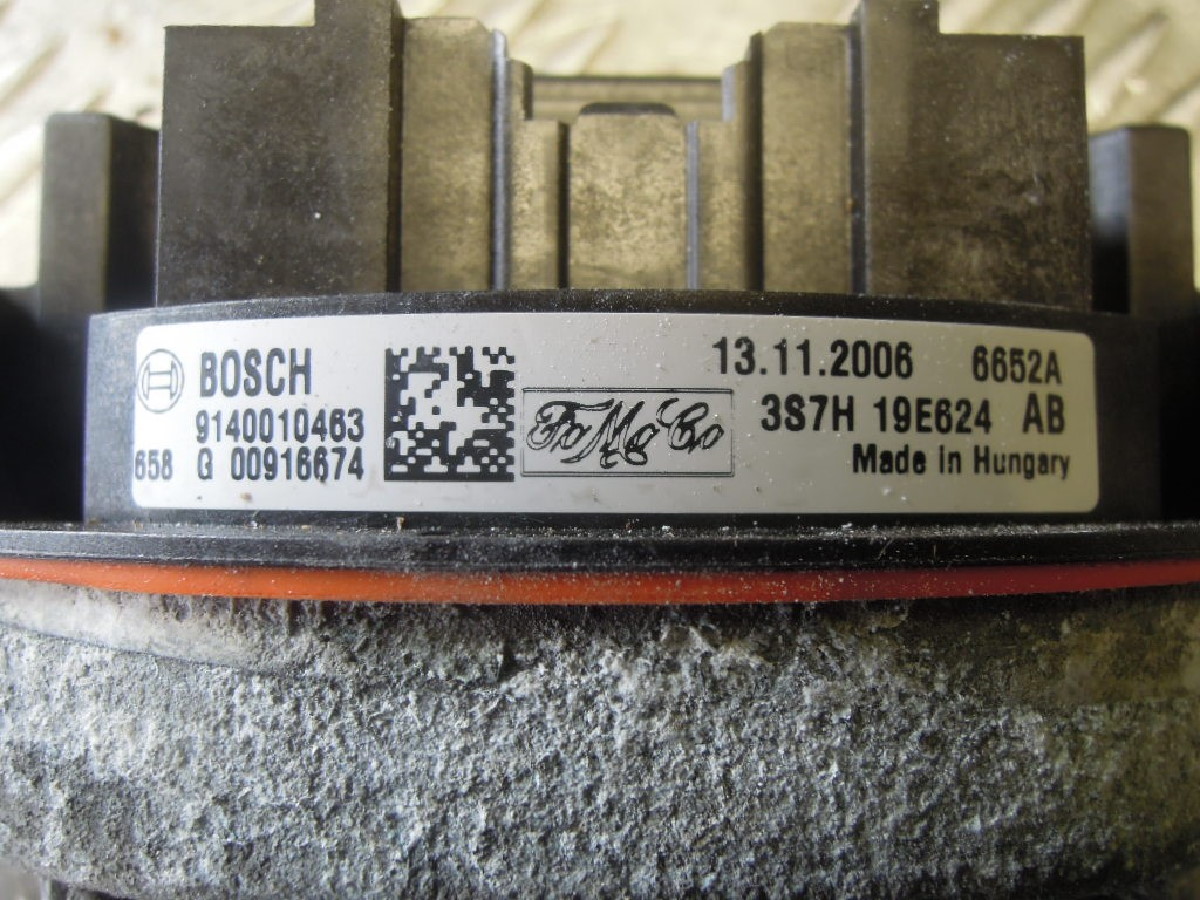 BOSCH
9140010463
658 G 00916674
FoMoCo
13.11.2006 6652A
3S7H 19E624 AB
Made in Hungary